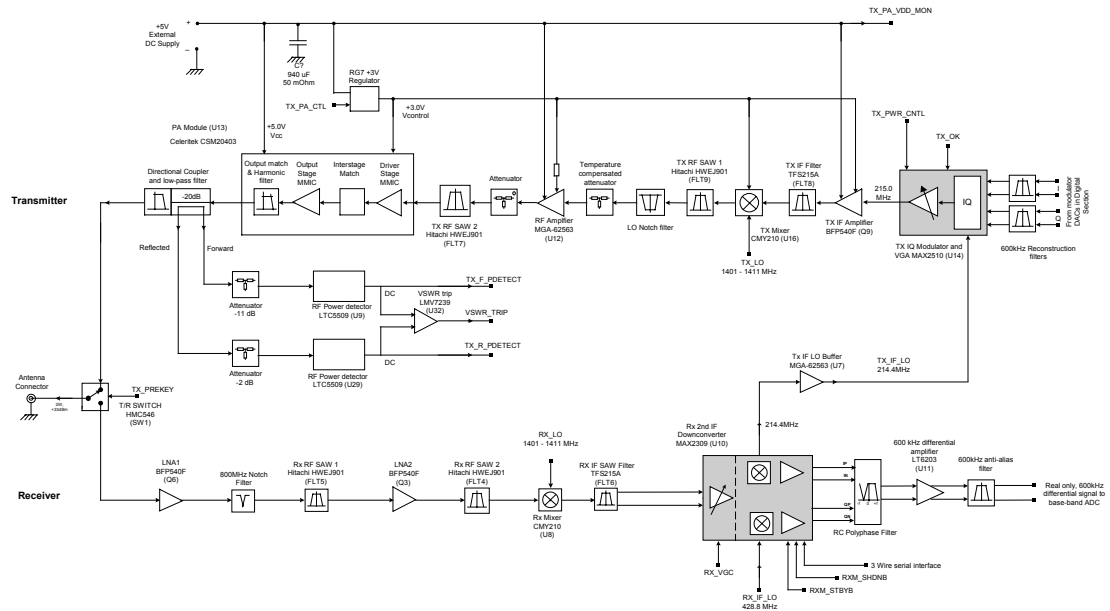 +5V
External
DC Supply
+
–
C?
940 uF
50 mOhm
RG7 +3V
Regulator
TX_PA_CTL
+5.0V
Vcc
+3.0V
Vcontrol
TX_PA_VDD_MON
PA Module (U13)
Celeritek CSM20403
Directional Coupler
and low-pass filter
-20dB
Output match
& Harmonic
filter
Output
Stage
MMIC
Interstage
Match
Driver
Stage
MMIC
TX RF SAW 2
Hitachi HWEJ901
(FLT7)
Attenuator
RF Amplfier
MGA-62563
(U12)
Temperature
compensated
attenuator
LO Notch filter
TX RF SAW 1
Hitachi HWEJ901
(FLT9)
TX Mixer
CMY210 (U16)
TX_LO
1401 - 1411 MHz
TX IF Filter
TFS215A
(FLT8)
TX IF Amplifier
BFP540F (Q9)
215.0
MHz
TX_PWR_CNTL
TX_OK
IQ
TX IQ Modulator and
VGA MAX2510 (U14)
I
Q
From modulator
DACs in Digital
Section
600kHz Reconstruction
filters
Transmitter
Reflected
Forward
Attenuator
-11 dB
RF Power detector
LTC5509 (U9)
DC
TX_F_PDETECT
VSWR trip
LMV7239
(U32)
VSWR_TRIP
Attenuator
-2 dB
RF Power detector
LTC5509 (U29)
DC
TX_R_PDETECT
Antenna
Connector
TX_PREKEY
T/R SWITCH
HMC546
(SW1)
Tx IF LO Buffer
MGA-62563 (U7)
TX_IF_LO
214.4MHz
214.4MHz
Receiver
LNA1
BFP540F
(Q6)
800MHz Notch
Filter
Rx RF SAW 1
Hitachi HWEJ901
(FLT5)
LNA2
BFP540F
(Q3)
Rx RF SAW 2
Hitachi HWEJ901
(FLT4)
RX_LO
1401 - 1411 MHz
Rx Mixer
CMY210
(U8)
RX IF SAW Filter
TFS215A
(FLT6)
Rx 2nd IF
Downconverter
MAX2309 (U10)
IP
IN
QP
QN
RC Polyphase Filter
600 kHz differential
amplifier
LT6203
(U11)
600kHz anti-alias
filter
Real only, 600kHz
differential signal to
base-band ADC
RX_VGC
RX_IF_LO
428.8 MHz
RXM_STBYB
RXM_SHDNB
3 Wire serial interface